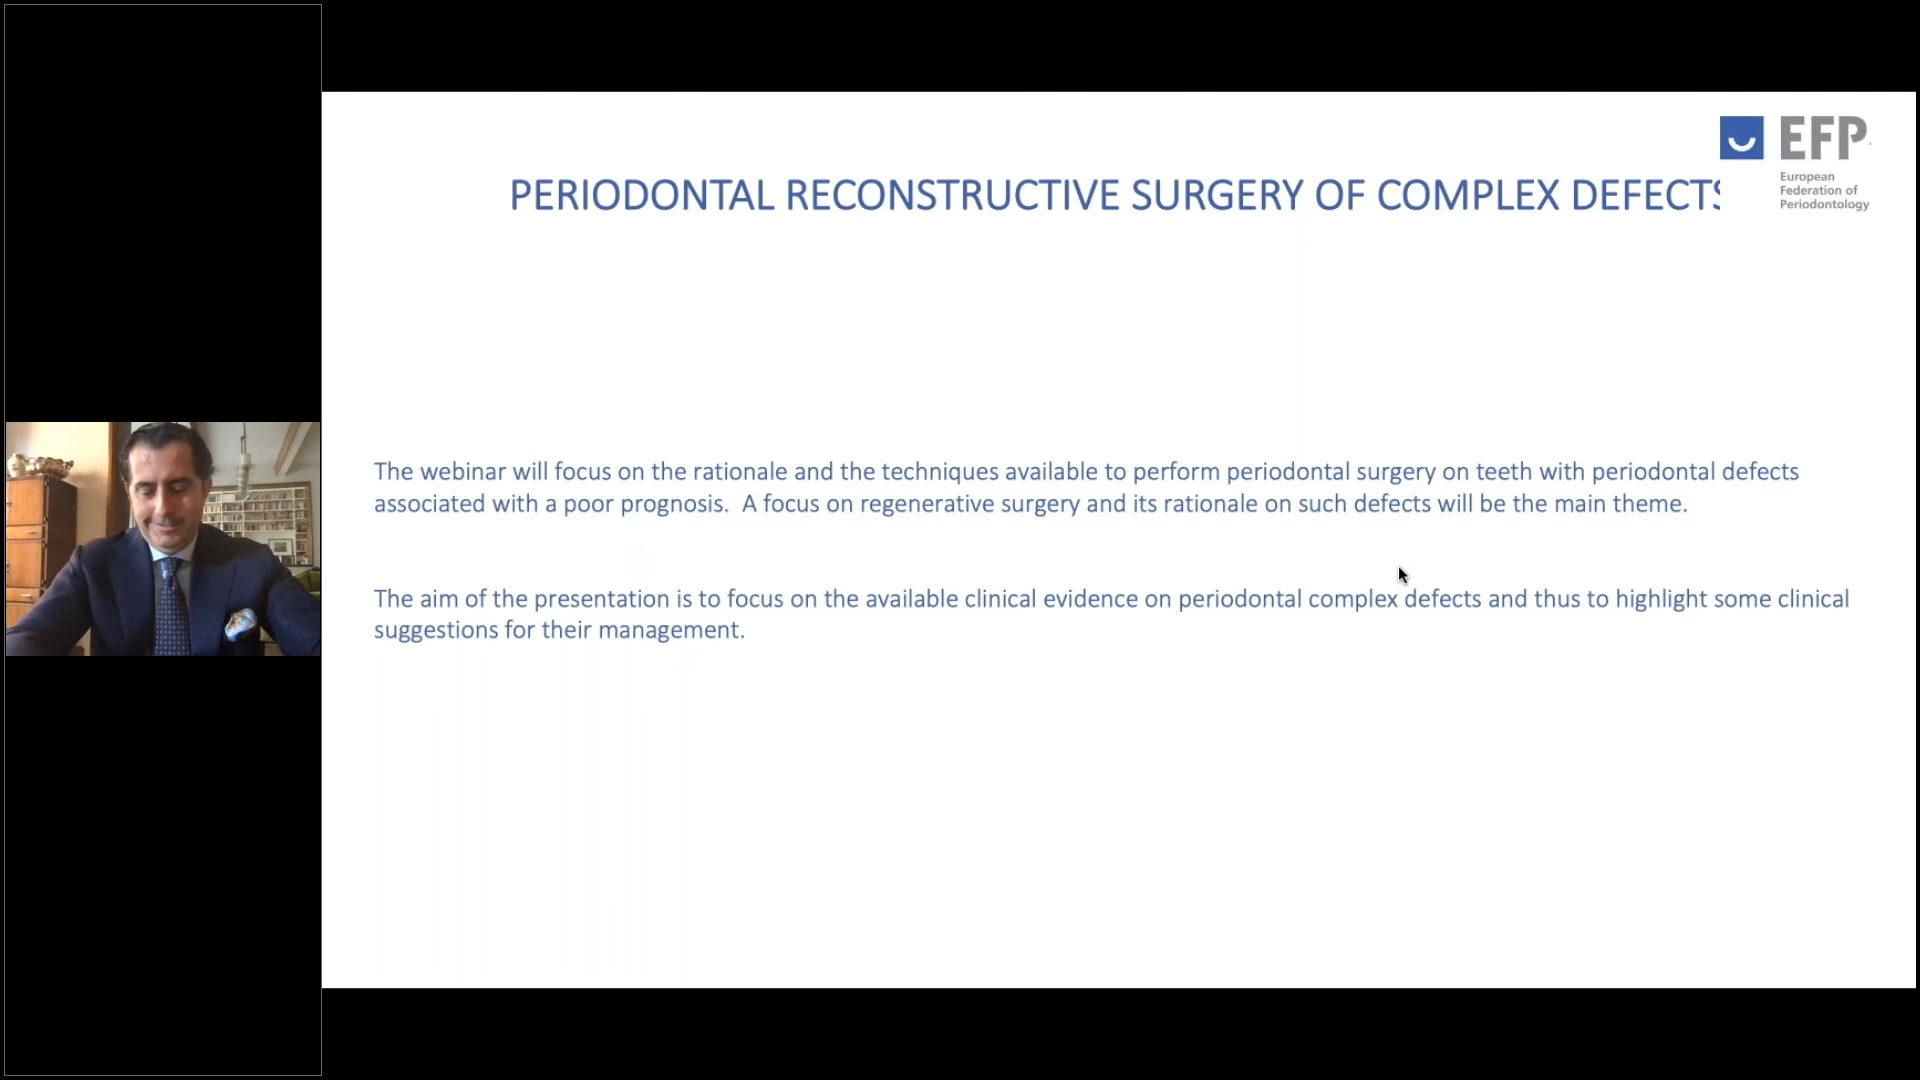 EFP
European
Federation of
Periodontology
PERIODONTAL RECONSTRUCTIVE SURGERY OF COMPLEX DEFECTS
The webinar will focus on the rationale and the techniques available to perform periodontal surgery on teeth with periodontal defects
associated with a poor prognosis. A focus on regenerative surgery and its rationale on such defects will be the main theme.
The aim of the presentation is to focus on the available clinical evidence on periodontal complex defects and thus to highlight some clinical
suggestions for their management.